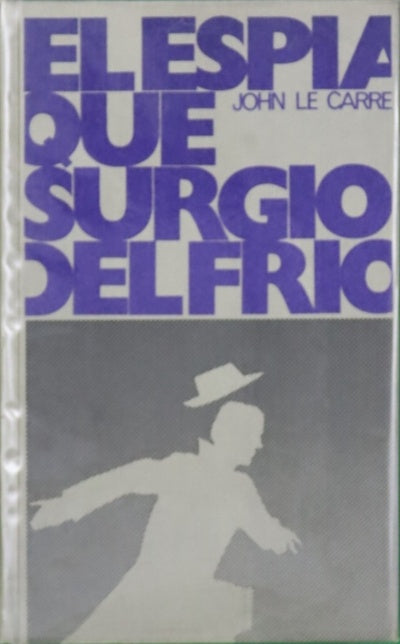 EL ESPIA
JOHN LE CARRE
QUE
SURGIO
DEL FRIO